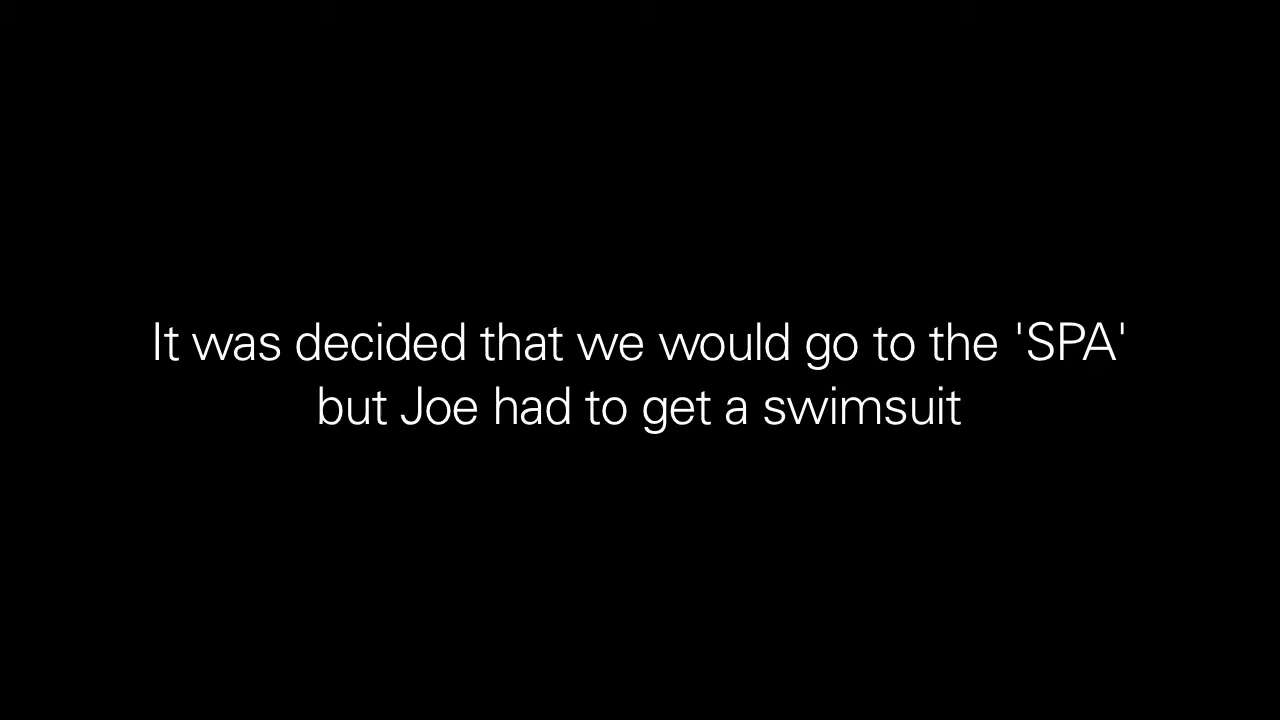 It was decided that we would go to the 'SPA'
but Joe had to get a swimsuit